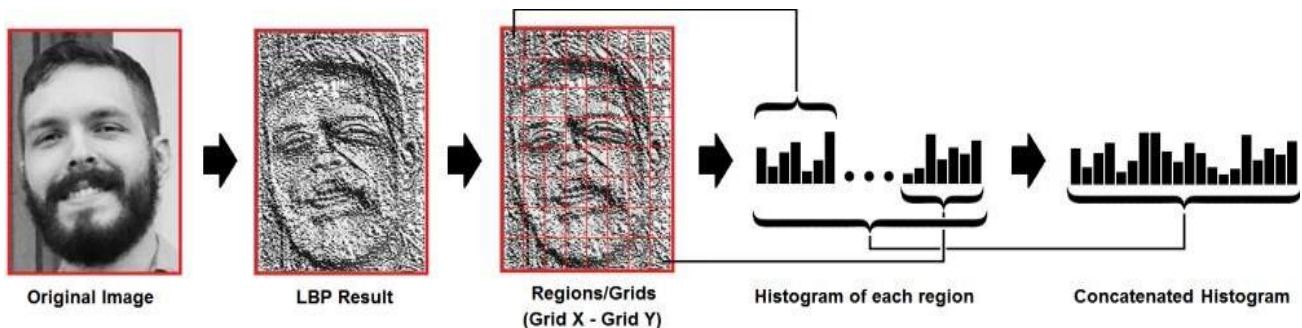 Original Image
LBP Result
Regions/Grids
(Grid X - Grid Y)
Histogram of each region
Concatenated Histogram